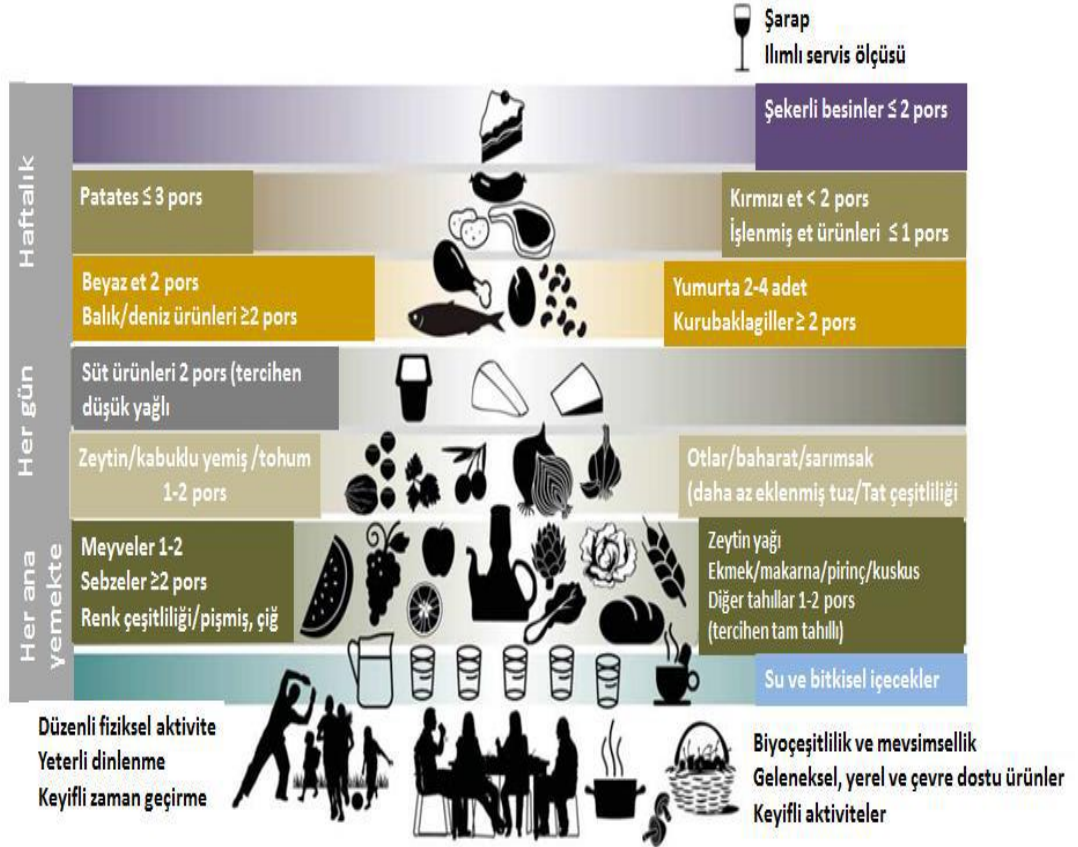 Şarap
Ilımlı servis ölçüsü
Haftalık
Şekerli besinler ≤ 2 pors
Patates ≤ 3 pors
Kırmızı et < 2 pors
İşlenmiş et ürünleri ≤ 1 pors
Beyaz et 2 pors
Balık/deniz ürünleri ≥2 pors
Yumurta 2-4 adet
Kurubaklagiller ≥ 2 pors
Her gün
Süt ürünleri 2 pors (tercihen
düşük yağlı
Zeytin/kabuklu yemiş /tohum
1-2 pors
Otlar/baharat/sarımsak
(daha az eklenmiş tuz/Tat çeşitliliği
Her ana
yemekte
Meyveler 1-2
Sebzeler ≥2 pors
Renk çeşitliliği/pişmiş, çiğ
Zeytin yağı
Ekmek/makarna/pirinç/kuskus
Diğer tahıllar 1-2 pors
(tercihen tam tahıllı)
Su ve bitkisel içecekler
Düzenli fiziksel aktivite
Yeterli dinlenme
Keyifli zaman geçirme
Biyoçeşitlilik ve mevsimsellik
Geleneksel, yerel ve çevre dostu ürünler
Keyifli aktiviteler